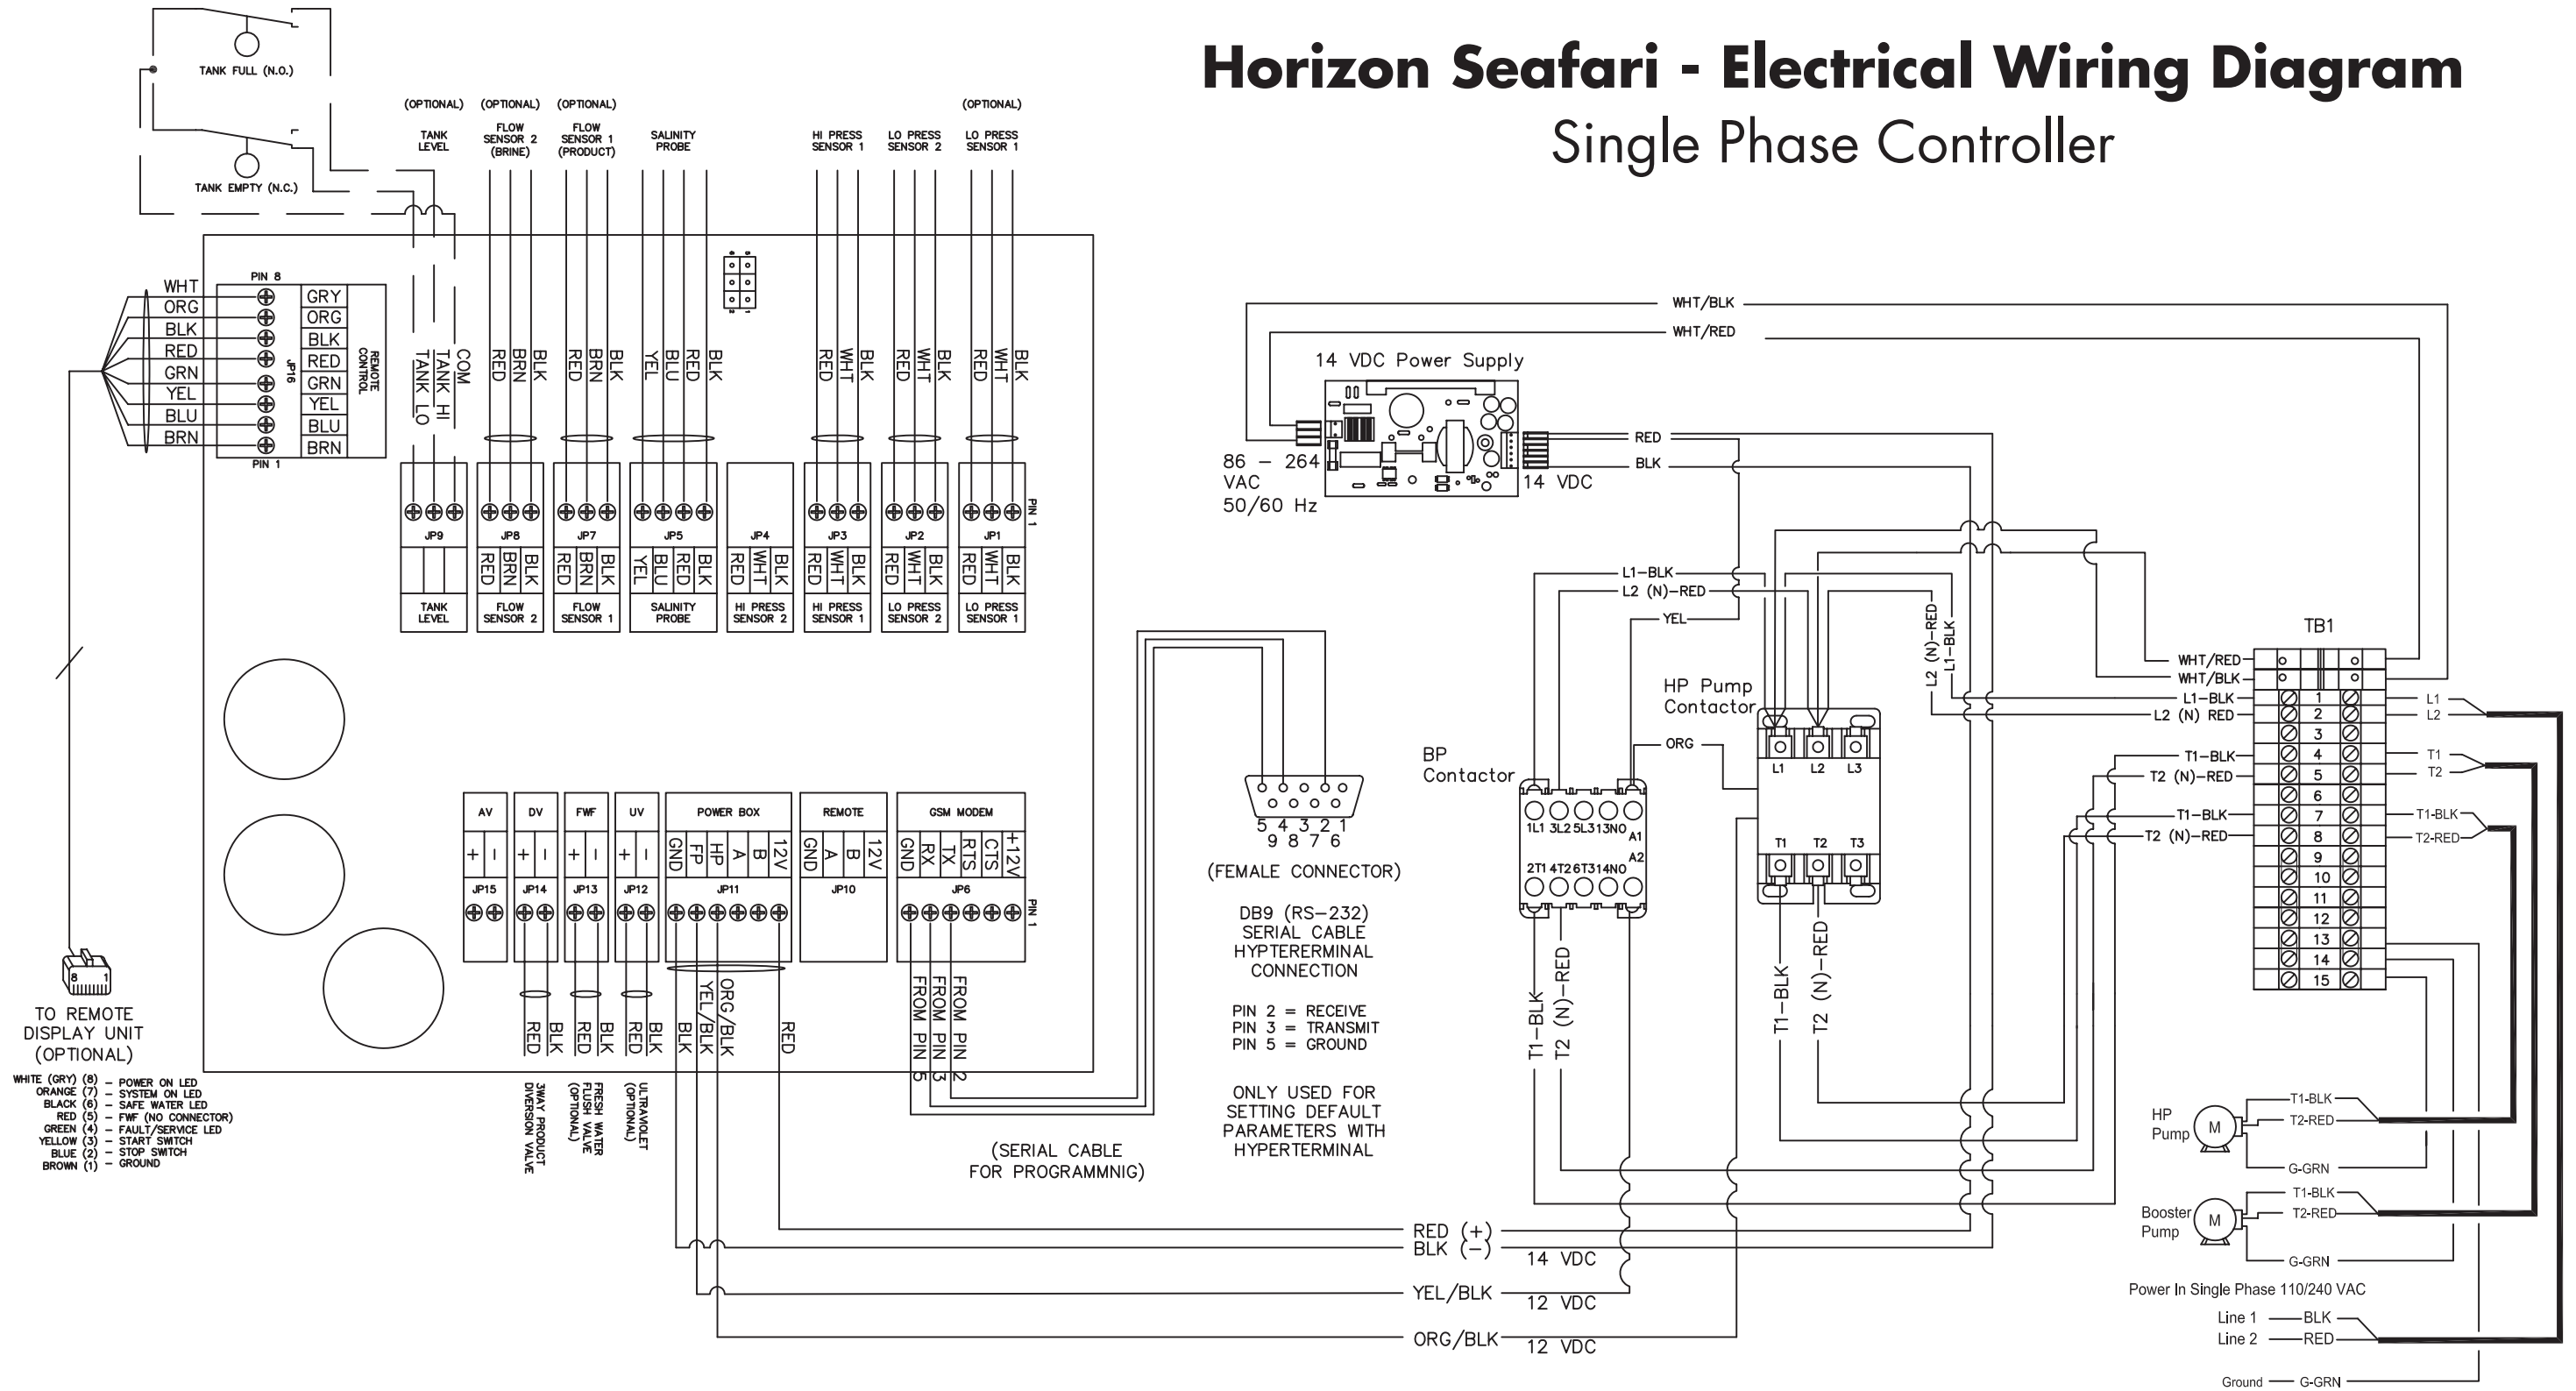 Horizon Seafari - Electrical Wiring Diagram
Single Phase Controller
TANK FULL (N.O.)
TANK EMPTY (N.C.)
(OPTIONAL)
TANK
LEVEL
(OPTIONAL)
FLOW
SENSOR 2
(BRINE)
(OPTIONAL)
FLOW
SENSOR 1
(PRODUCT)
SALINITY
PROBE
HI PRESS
SENSOR 1
LO PRESS
SENSOR 2
(OPTIONAL)
LO PRESS
SENSOR 1
WHT
ORG
BLK
RED
GRN
YEL
BLU
BRN
PIN 8
JP16
PIN 1
GRY
ORG
BLK
RED
GRN
YEL
BLU
BRN
REMOTE
CONTROL
TANK LO
TANK HI
COM
RED
BRN
BLK
RED
BRN
BLK
YEL
BLU
RED
BLK
RED
WHT
BLK
RED
WHT
BLK
RED
WHT
BLK
PIN 1
JP9
TANK
LEVEL
JP8
RED
BRN
BLK
FLOW
SENSOR 2
JP7
RED
BRN
BLK
FLOW
SENSOR 1
JP5
YEL
BLU
RED
BLK
SALINITY
PROBE
JP4
RED
WHT
BLK
HI PRESS
SENSOR 2
JP3
RED
WHT
BLK
HI PRESS
SENSOR 1
JP2
RED
WHT
BLK
LO PRESS
SENSOR 2
JP1
RED
WHT
BLK
LO PRESS
SENSOR 1
AV
+ −
JP15
DV
+ −
JP14
FWF
+ −
JP13
UV
+ −
JP12
POWER BOX
GND
FP
HP
A
B
12V
JP11
REMOTE
GND
A
B
12V
JP10
GSM MODEM
GND
RX
TX
RTS
CTS
+12V
JP6
PIN 1
RED
BLK
RED
BLK
RED
BLK
BLK
YEL/BLK
ORG/BLK
RED
FROM PIN 5
FROM PIN 3
FROM PIN 2
3WAY PRODUCT
DIVERSION VALVE
FRESH WATER
FLUSH VALVE
(OPTIONAL)
ULTRAVIOLET
(OPTIONAL)
8 1
TO REMOTE
DISPLAY UNIT
(OPTIONAL)
WHITE (GRY) (8) – POWER ON LED
ORANGE (7) – SYSTEM ON LED
BLACK (6) – SAFE WATER LED
RED (5) – FWF (NO CONNECTOR)
GREEN (4) – FAULT/SERVICE LED
YELLOW (3) – START SWITCH
BLUE (2) – STOP SWITCH
BROWN (1) – GROUND
(SERIAL CABLE
FOR PROGRAMMNIG)
5 4 3 2 1
9 8 7 6
(FEMALE CONNECTOR)
DB9 (RS–232)
SERIAL CABLE
HYPTERERMINAL
CONNECTION
PIN 2 = RECEIVE
PIN 3 = TRANSMIT
PIN 5 = GROUND
ONLY USED FOR
SETTING DEFAULT
PARAMETERS WITH
HYPERTERMINAL
WHT/BLK
WHT/RED
14 VDC Power Supply
86 – 264
VAC
50/60 Hz
RED
BLK
14 VDC
L1–BLK
L2 (N)–RED
YEL
HP Pump
Contactor
ORG
BP
Contactor
1L1 3L2 5L3 13NO
A1
A2
2T1 4T2 6T3 14NO
L1 L2 L3
T1 T2 T3
T1–BLK
T2 (N)–RED
T1–BLK
T2 (N)–RED
L2 (N)–RED
L1–BLK
TB1
WHT/RED
WHT/BLK
L1–BLK
L2 (N) RED
T1–BLK
T2 (N)–RED
T1–BLK
T2 (N)–RED
1
2
3
4
5
6
7
8
9
10
11
12
13
14
15
L1
L2
T1
T2
T1-BLK
T2-RED
HP
Pump
M
T1-BLK
T2-RED
G-GRN
Booster
Pump
M
T1-BLK
T2-RED
G-GRN
Power In Single Phase 110/240 VAC
Line 1 BLK
Line 2 RED
Ground G-GRN
RED (+)
BLK (–)
14 VDC
YEL/BLK
12 VDC
ORG/BLK
12 VDC